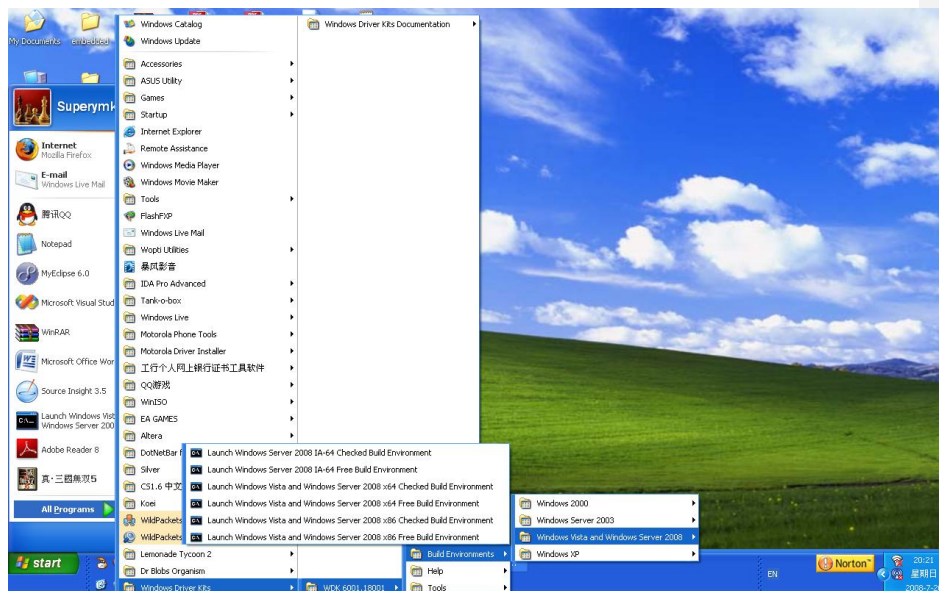 My Documents
embedded
Superymk
Internet
Mozilla Firefox
E-mail
Windows Live Mail
腾讯QQ
Notepad
MyEclipse 6.0
Microsoft Visual Stud
WinRAR
Microsoft Office Wor
Source Insight 3.5
Launch Windows Vist
Windows Server 200
Adobe Reader 8
真·三國無双5
All Programs
start
Windows Catalog
Windows Update
Accessories
ASUS Utility
Games
Startup
Internet Explorer
Remote Assistance
Windows Media Player
Windows Movie Maker
Tools
FlashFXP
Windows Live Mail
Wopti Utilities
暴风影音
IDA Pro Advanced
Tank-o-box
Windows Live
Motorola Phone Tools
Motorola Driver Installer
工行个人网上银行证书工具软件
QQ游戏
WinISO
EA GAMES
Altera
DotNetBar f
Silver
CS1.6 中文
Koei
WildPackets
WildPackets
Lemonade Tycoon 2
Dr Blobs Organism
Windows Driver Kits
Windows Driver Kits Documentation
WDK 6001.18001
Build Environments
Help
Tools
Windows 2000
Windows Server 2003
Windows Vista and Windows Server 2008
Windows XP
Launch Windows Server 2008 IA-64 Checked Build Environment
Launch Windows Server 2008 IA-64 Free Build Environment
Launch Windows Vista and Windows Server 2008 x64 Checked Build Environment
Launch Windows Vista and Windows Server 2008 x64 Free Build Environment
Launch Windows Vista and Windows Server 2008 x86 Checked Build Environment
Launch Windows Vista and Windows Server 2008 x86 Free Build Environment
EN
Norton
20:21
星期日